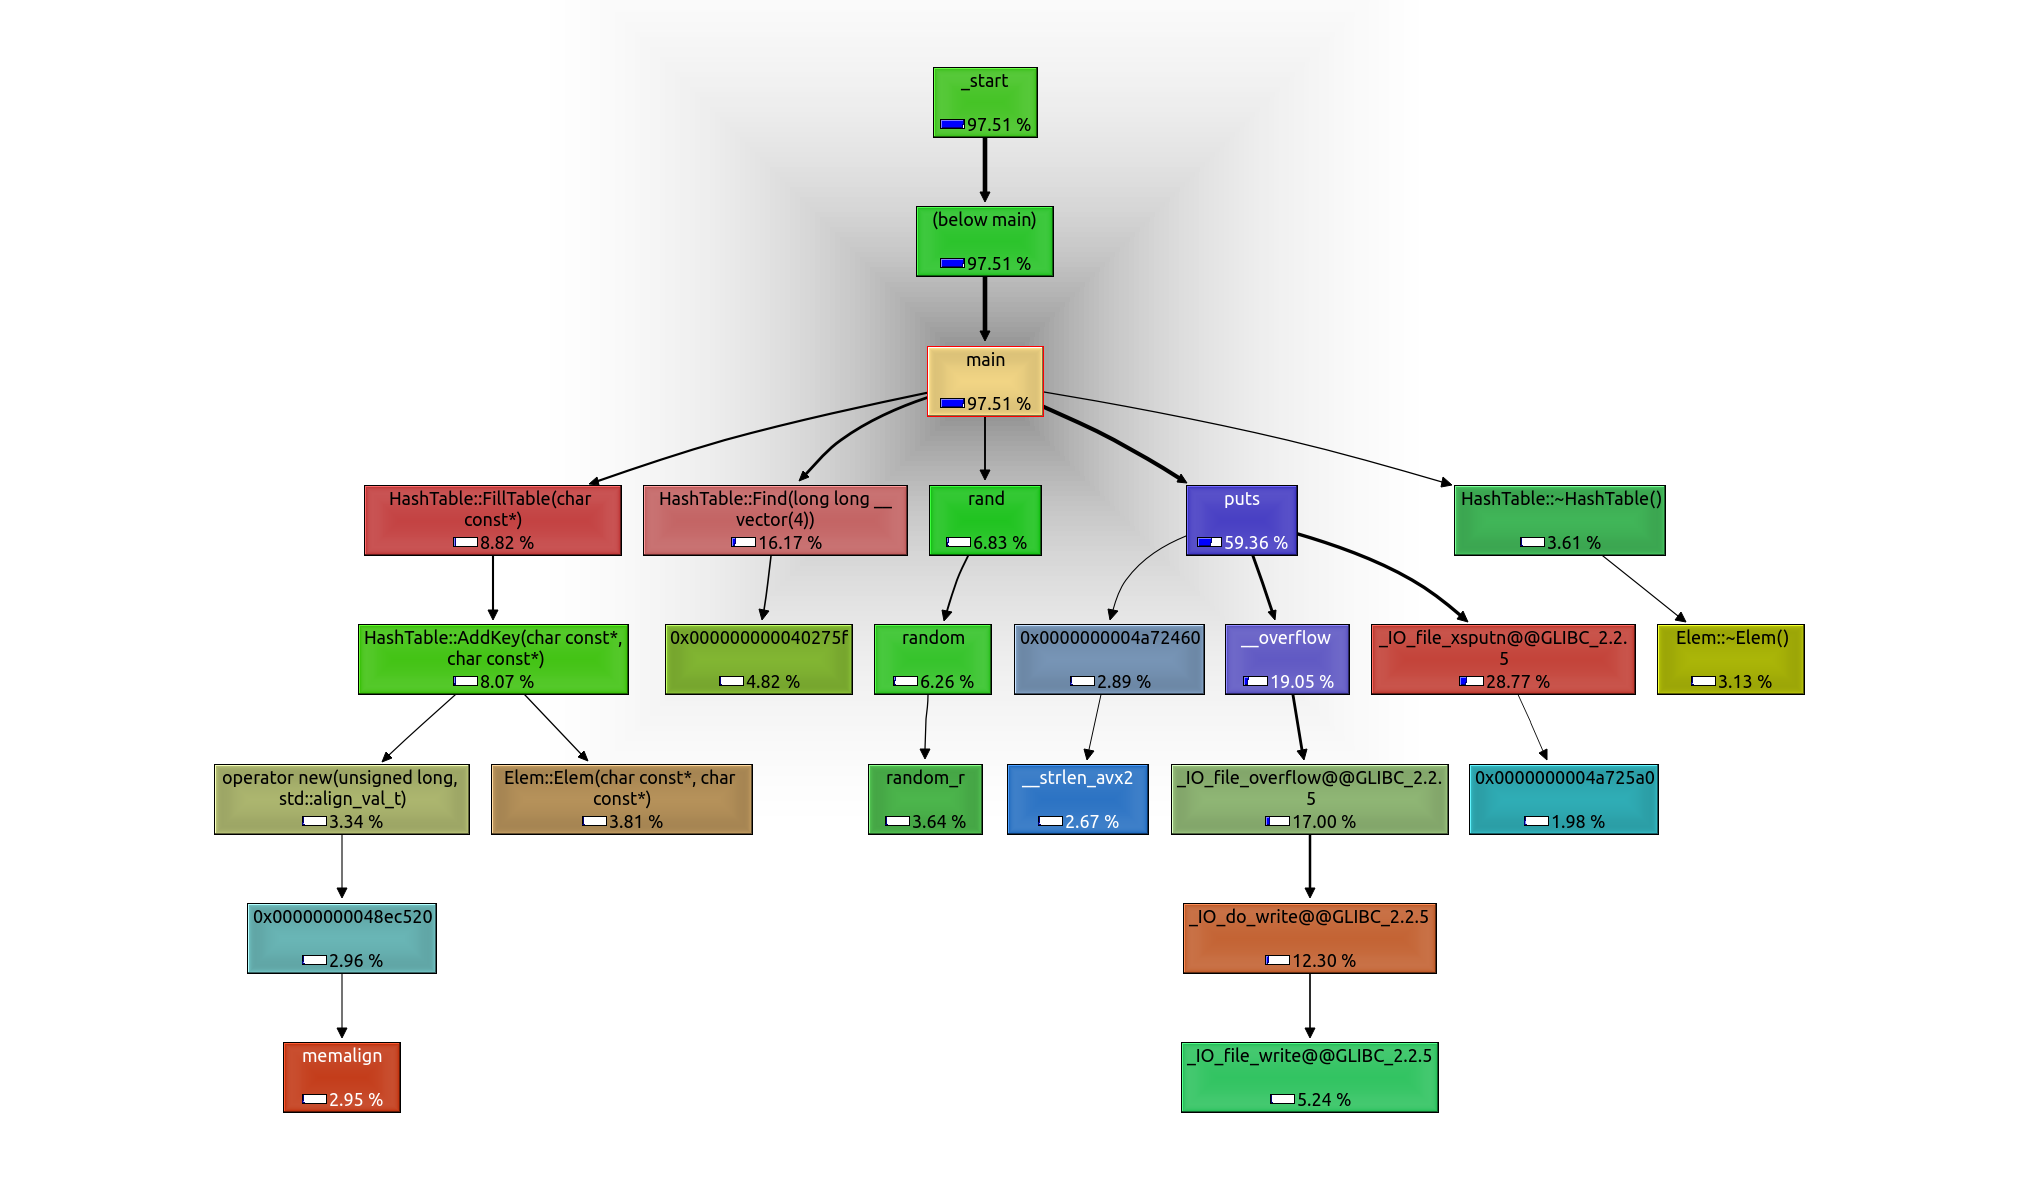 _start
97.51 %
(below main)
97.51 %
main
97.51 %
HashTable::FillTable(char
const*)
8.82 %
HashTable::Find(long long __
vector(4))
16.17 %
rand
6.83 %
puts
59.36 %
HashTable::~HashTable()
3.61 %
HashTable::AddKey(char const*,
char const*)
8.07 %
0x000000000040275f
4.82 %
random
6.26 %
0x0000000004a72460
2.89 %
__overflow
19.05 %
_IO_file_xsputn@@GLIBC_2.2.
5
28.77 %
Elem::~Elem()
3.13 %
operator new(unsigned long,
std::align_val_t)
3.34 %
Elem::Elem(char const*, char
const*)
3.81 %
random_r
3.64 %
__strlen_avx2
2.67 %
_IO_file_overflow@@GLIBC_2.2.
5
17.00 %
0x0000000004a725a0
1.98 %
0x00000000048ec520
2.96 %
_IO_do_write@@GLIBC_2.2.5
12.30 %
memalign
2.95 %
_IO_file_write@@GLIBC_2.2.5
5.24 %